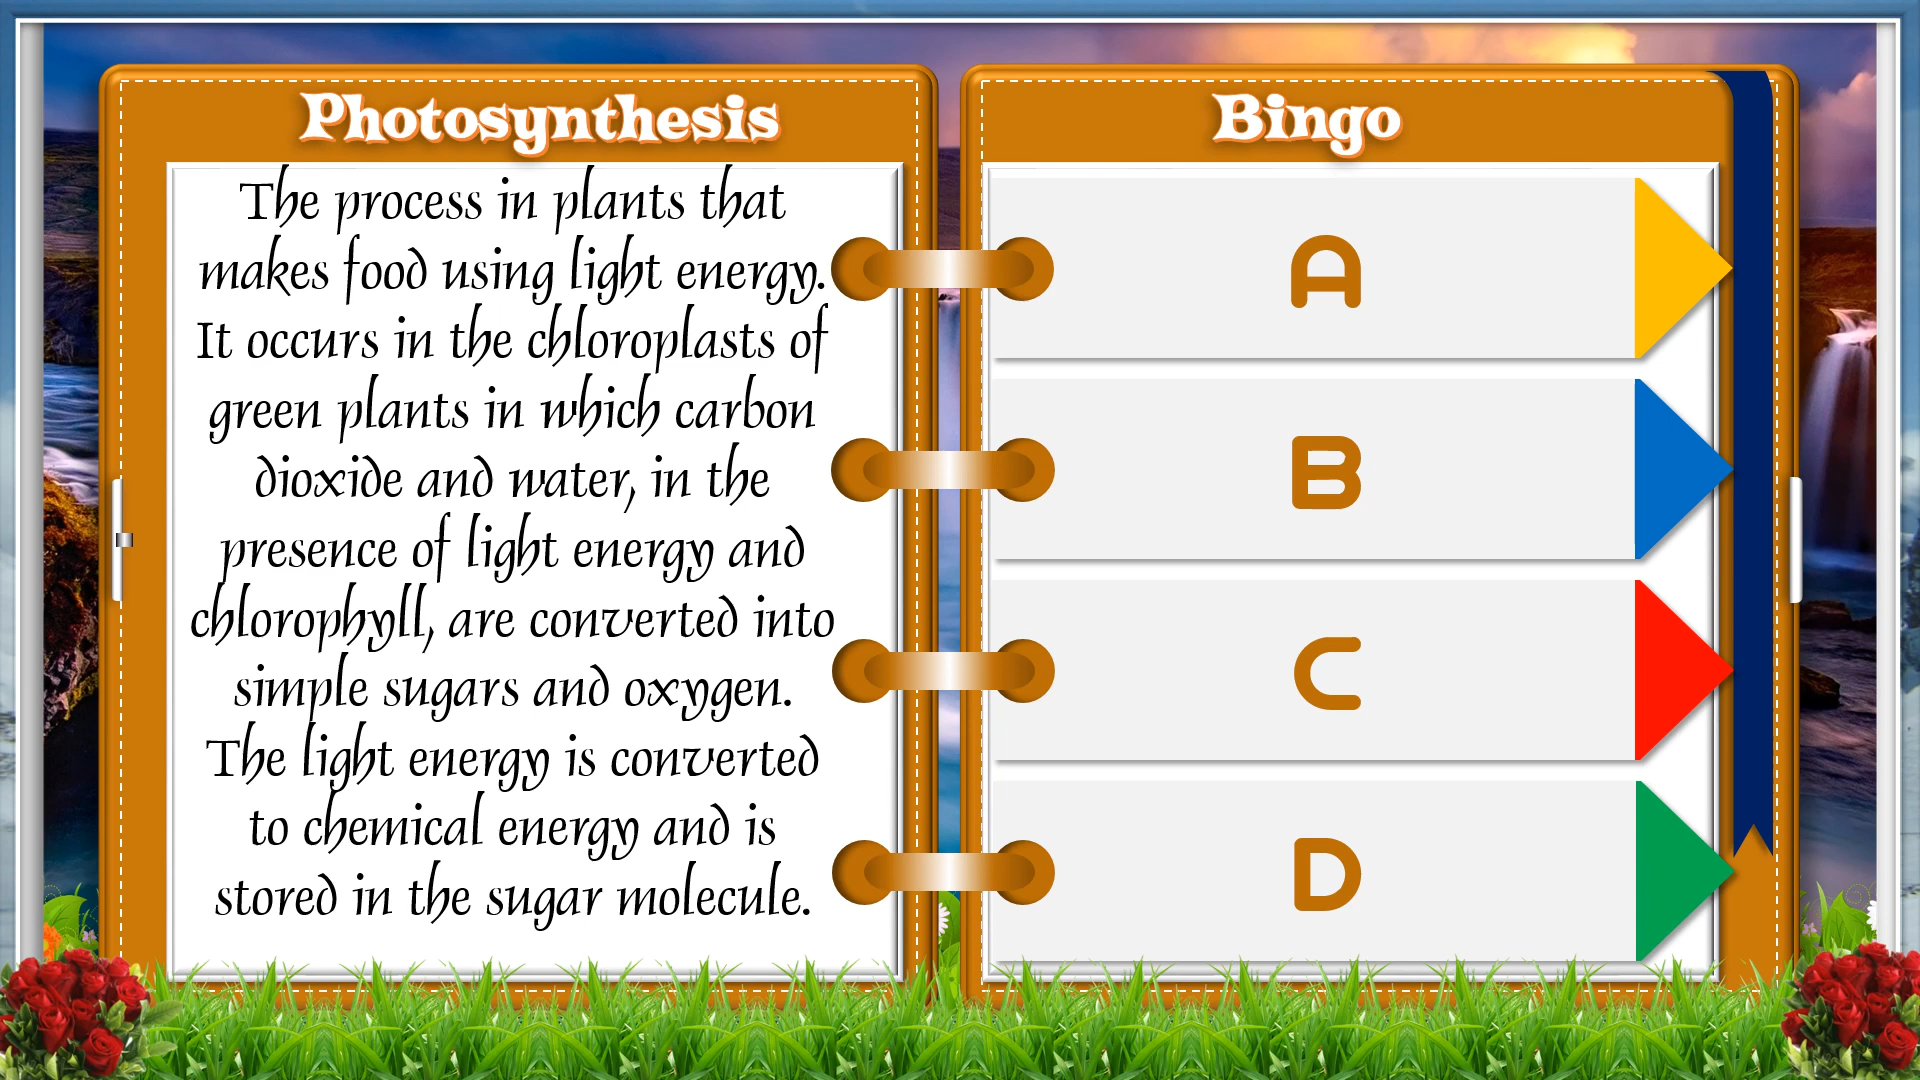 Photosynthesis
The process in plants that
makes food using light energy.
It occurs in the chloroplasts of
green plants in which carbon
dioxide and water, in the
presence of light energy and
chlorophyll, are converted into
simple sugars and oxygen.
The light energy is converted
to chemical energy and is
stored in the sugar molecule.
Bingo
A
B
C
D